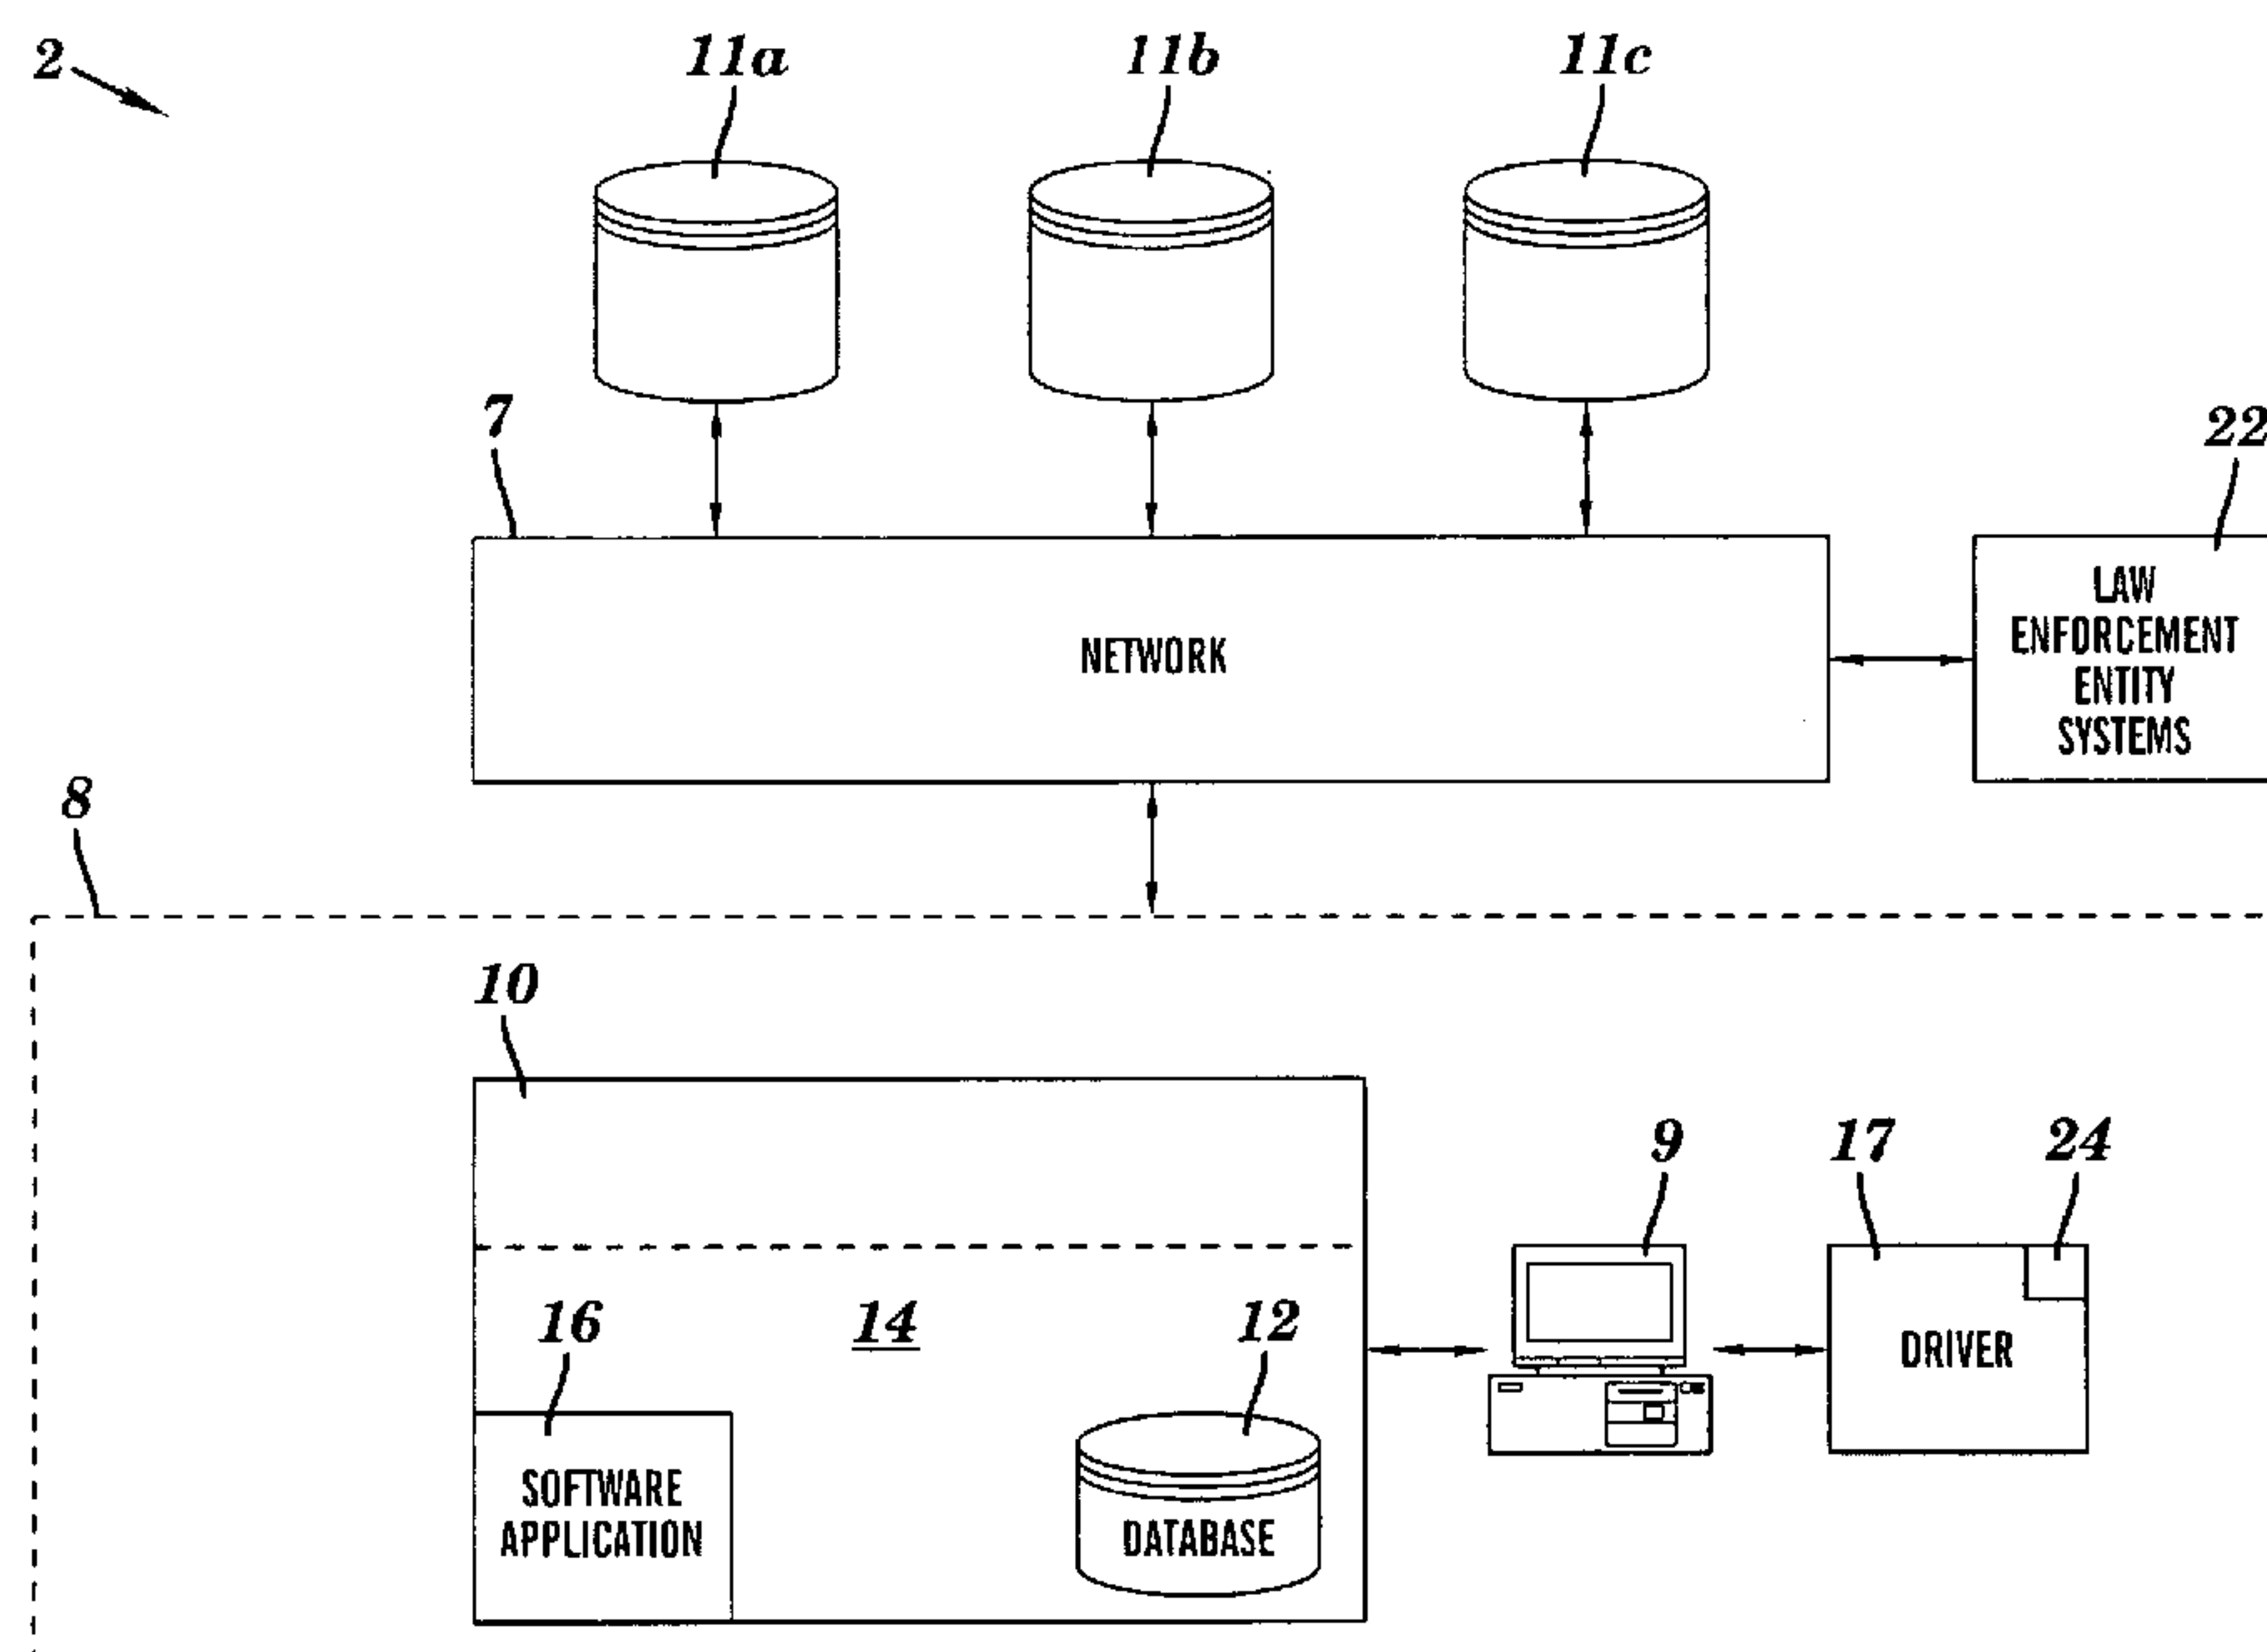 2
11a
11b
11c
7
22
NETWORK
LAW
ENFORCEMENT
ENTITY
SYSTEMS
8
10
9
17
24
16
14
12
DRIVER
SOFTWARE
APPLICATION
DATABASE